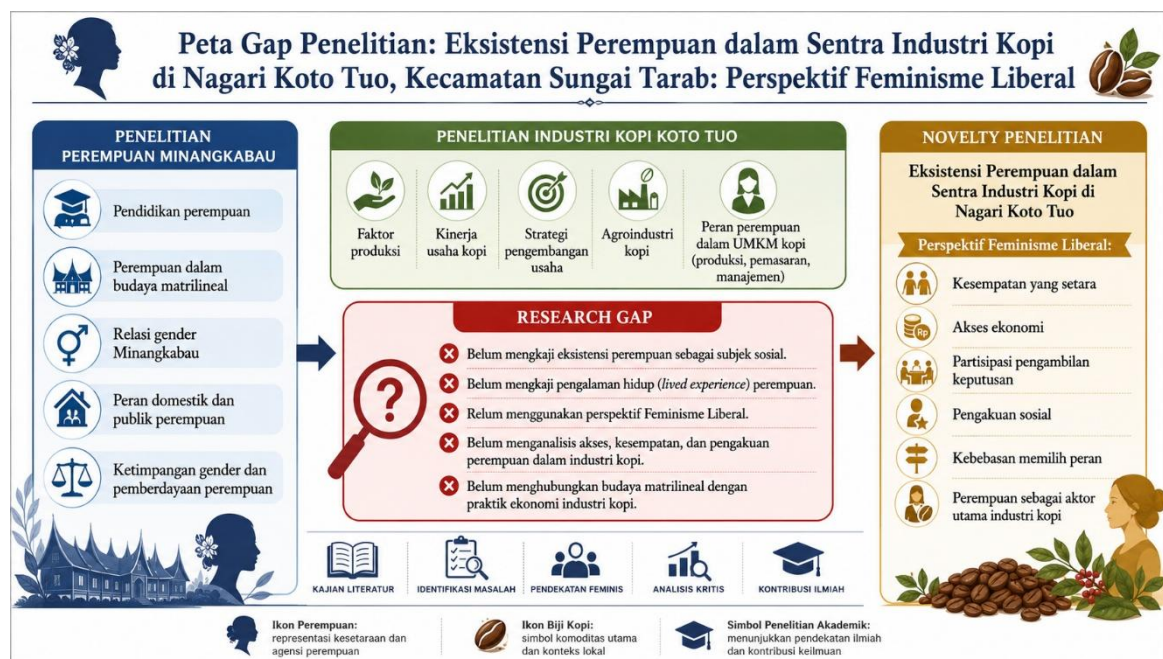 Peta Gap Penelitian: Eksistensi Perempuan dalam Sentra Industri Kopi
di Nagari Koto Tuo, Kecamatan Sungai Tarab: Perspektif Feminisme Liberal
PENELITIAN
PEREMPUAN MINANGKABAU
Pendidikan perempuan
Perempuan dalam
budaya matrilineal
Relasi gender
Minangkabau
Peran domestik dan
publik perempuan
Ketimpangan gender dan
pemberdayaan perempuan
PENELITIAN INDUSTRI KOPI KOTO TUO
Faktor
produksi
Kinerja
usaha kopi
Strategi
pengembangan
usaha
Agroindustri
kopi
Peran perempuan
dalam UMKM kopi
(produksi, pemasaran,
manajemen)
RESEARCH GAP
?
Belum mengkaji eksistensi perempuan sebagai subjek sosial.
Belum mengkaji pengalaman hidup (lived experience) perempuan.
Relum menggunakan perspektif Feminisme Liberal.
Belum menganalisis akses, kesempatan, dan pengakuan
perempuan dalam industri kopi.
Belum menghubungkan budaya matrilineal dengan
praktik ekonomi industri kopi.
KAJIAN LITERATUR
IDENTIFIKASI MASALAH
PENDEKATAN FEMINIS
ANALISIS KRITIS
KONTRIBUSI ILMIAH
NOVELTY PENELITIAN
Eksistensi Perempuan dalam
Sentra Industri Kopi di
Nagari Koto Tuo
Perspektif Feminisme Liberal:
Kesempatan yang setara
Rp
Akses ekonomi
Partisipasi pengambilan
keputusan
Pengakuan sosial
Kebebasan memilih peran
Perempuan sebagai aktor
utama industri kopi
Ikon Perempuan:
representasi kesetaraan dan
agensi perempuan
Ikon Biji Kopi:
simbol komoditas utama
dan konteks lokal
Simbol Penelitian Akademik:
menunjukkan pendekatan ilmiah
dan kontribusi keilmuan